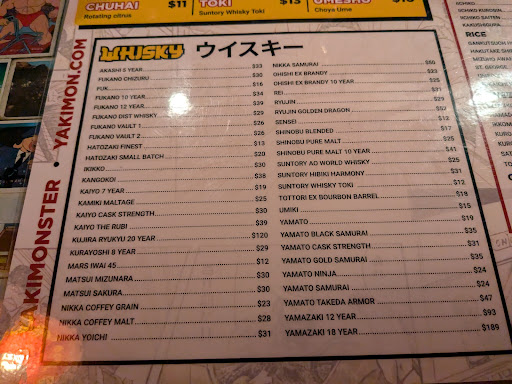 CHUHAI $11
Rotating citrus
TOKI $13
Suntory Whisky Toki
UMESHU
Choya Ume
WHISKY ウイスキー
AKASHI 5 YEAR $33
FUKANO CHIZURU $30
FUK $16
FUKANO 10 YEAR $34
FUKANO 12 YEAR $39
FUKANO DIST WHISKY $29
FUKANO VAULT 1 $26
FUKANO VAULT 2 $26
HATOZAKI FINEST $13
HATOZAKI SMALL BATCH $20
IKIKKO $30
KANGOKOI $38
KAIYO 7 YEAR $19
KAMIKI MALTAGE $25
KAIYO CASK STRENGTH $30
KAIYO THE RUBI $39
KUJIRA RYUKYU 20 YEAR $120
KURAYOSHI 8 YEAR $29
MARS IWAI 45 $12
MATSUI MIZUNARA $30
MATSUI SAKURA $30
NIKKA COFFEY GRAIN $23
NIKKA COFFEY MALT $28
NIKKA YOICHI $31
NIKKA SAMURAI
OHISHI EX BRANDY
OHISHI EX BRANDY 10 YEAR
REI
RYUJIN
RYUJIN GOLDEN DRAGON
SENSEI $12
SHINOBU BLENDED $17
SHINOBU PURE MALT $25
SHINOBU PURE MALT 10 YEAR $41
SUNTORY AO WORLD WHISKY $25
SUNTORY HIBIKI HARMONY $31
SUNTORY WHISKY TOKI $12
TOTTORI EX BOURBON BARREL $18
UMIKI $15
YAMATO $19
YAMATO BLACK SAMURAI $35
YAMATO CASK STRENGTH $31
YAMATO GOLD SAMURAI $35
YAMATO NINJA $24
YAMATO SAMURAI $24
YAMATO TAKEDA ARMOR $47
YAMAZAKI 12 YEAR $93
YAMAZAKI 18 YEAR $189
YAKIMONSTER • YAKIMON.COM
RICE